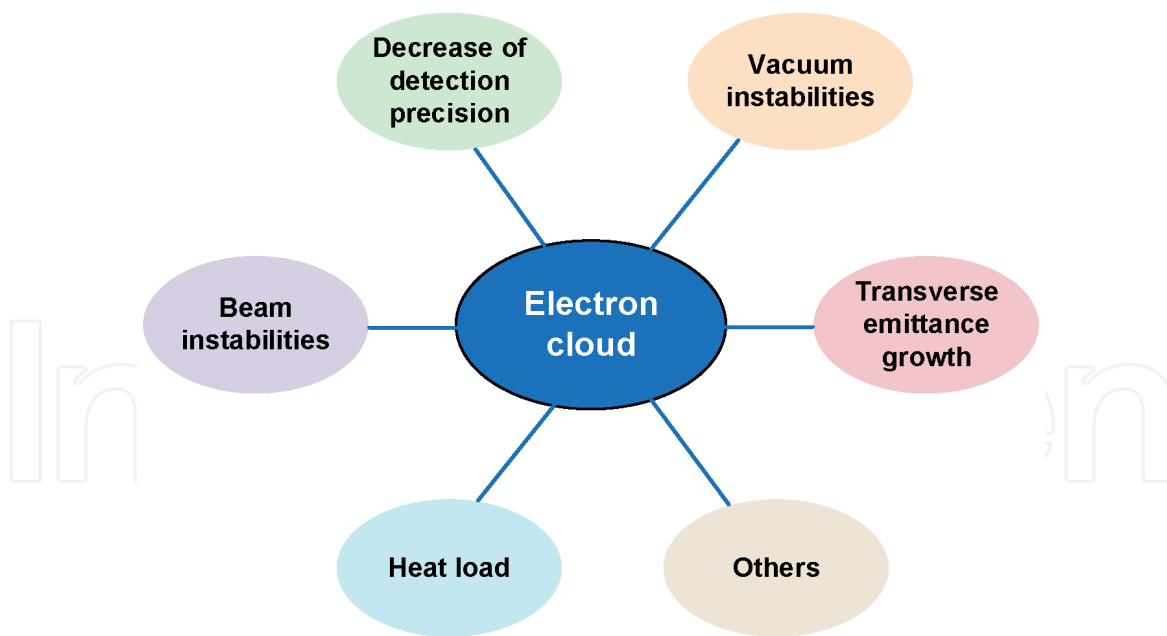 Decrease of
detection
precision
Vacuum
instabilities
Electron
cloud
Beam
instabilities
Transverse
emittance
growth
Heat load
Others